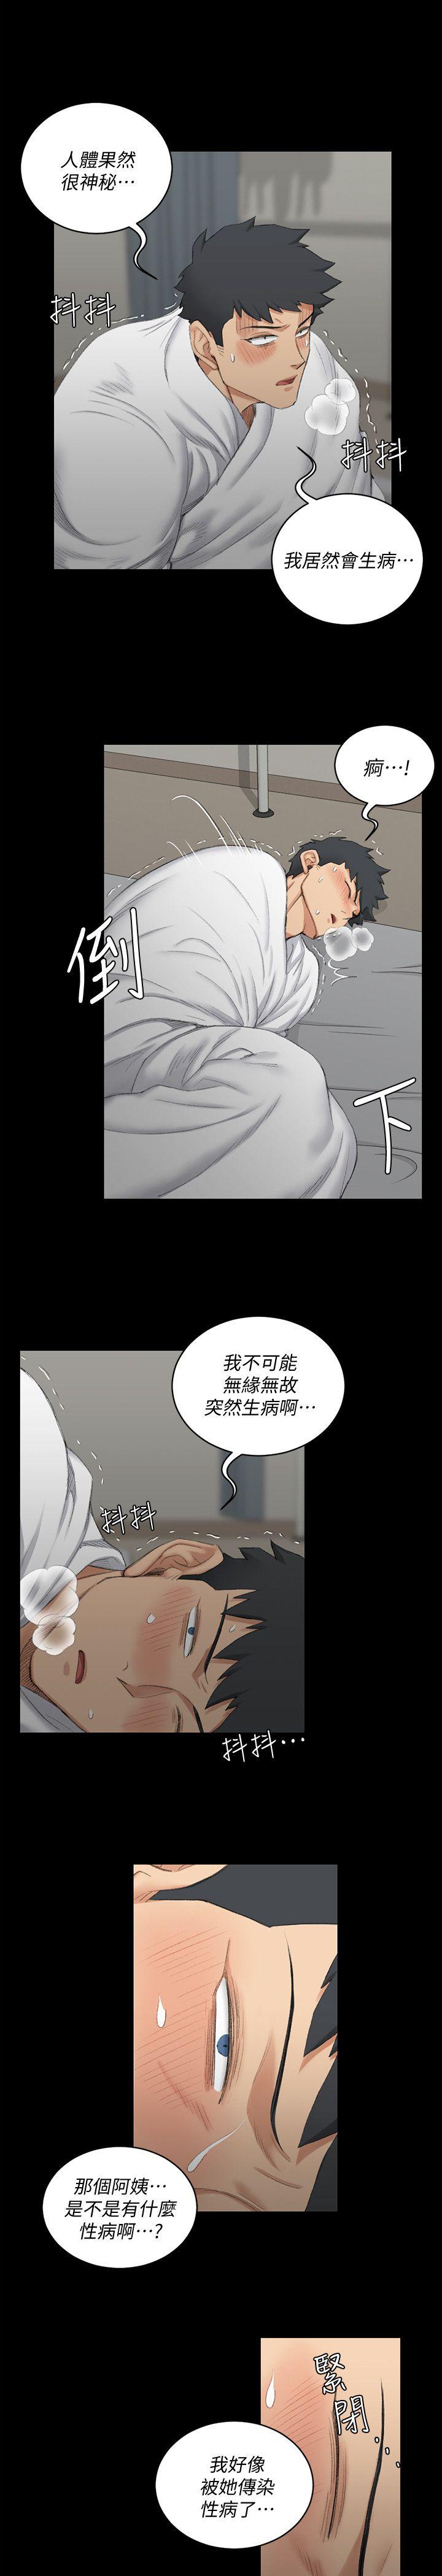 人體果然
很神秘…
抖抖
抖抖
我居然會生病…
痾…!
倒
下
我不可能
無緣無故
突然生病啊…
抖抖
抖抖…
那個阿姨…
是不是有什麼
性病啊…?
緊
閉…
我好像
被她傳染
性病了…